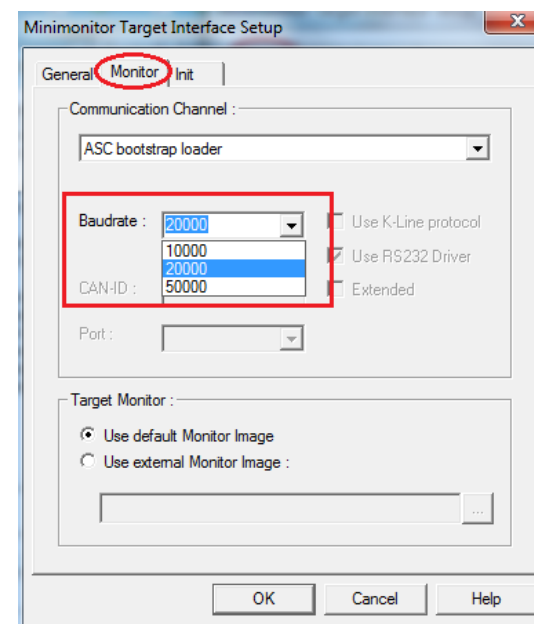 Minimonitor Target Interface Setup
X
General Monitor Init
Communication Channel :
ASC bootstrap loader
Baudrate : 20000 Use K-Line protocol
10000
20000 Use RS232 Driver
CAN-ID : 50000 Extended
Port :
Target Monitor :
Use default Monitor Image
Use external Monitor Image :
...
OK Cancel Help